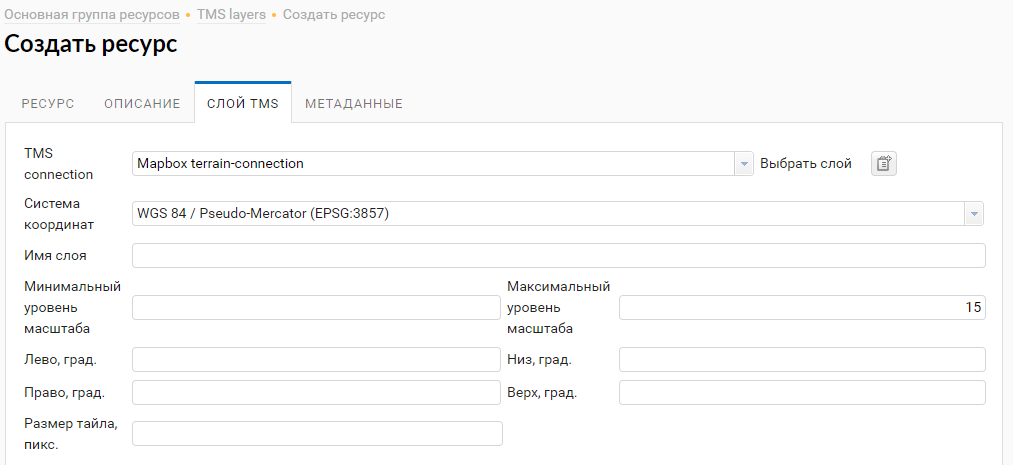 Основная группа ресурсов • TMS layers • Создать ресурс
Создать ресурс
РЕСУРС ОПИСАНИЕ СЛОЙ TMS МЕТАДАННЫЕ
TMS
connection
Mapbox terrain-connection
Выбрать слой
Система
координат
WGS 84 / Pseudo-Mercator (EPSG:3857)
Имя слоя
Минимальный
уровень
масштаба
Максимальный
уровень
масштаба
15
Лево, град.
Низ, град.
Право, град.
Верх, град.
Размер тайла,
пикс.